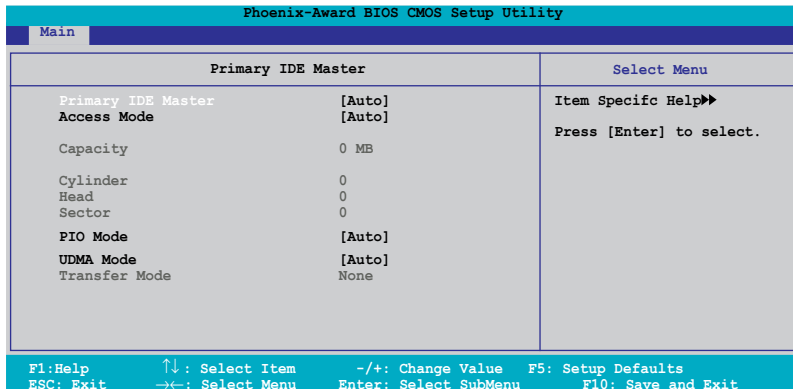 Phoenix-Award BIOS CMOS Setup Utility
Main
Primary IDE Master
Select Menu
Primary IDE Master [Auto]
Access Mode [Auto]
Capacity 0 MB
Cylinder 0
Head 0
Sector 0
PIO Mode [Auto]
UDMA Mode [Auto]
Transfer Mode None
Item Specifc Help▶▶
Press [Enter] to select.
F1:Help ↑↓: Select Item -/+: Change Value F5: Setup Defaults
ESC: Exit →←: Select Menu Enter: Select SubMenu F10: Save and Exit